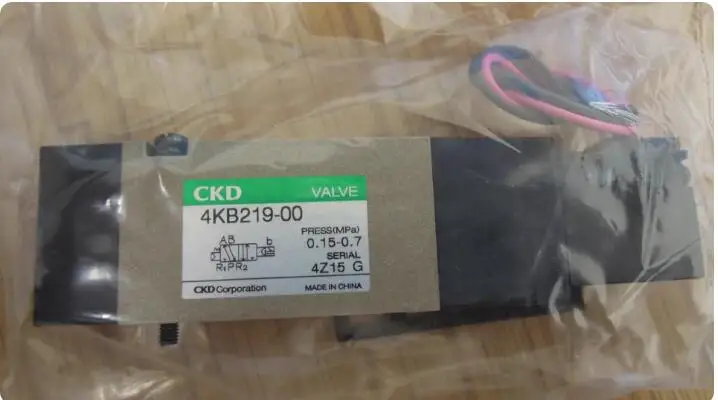 CKD VALVE
4KB219-00
PRESS(MPa)
0.15-0.7
SERIAL
4Z15 G
AB b
R₁PR₂
CKD Corporation MADE IN CHINA